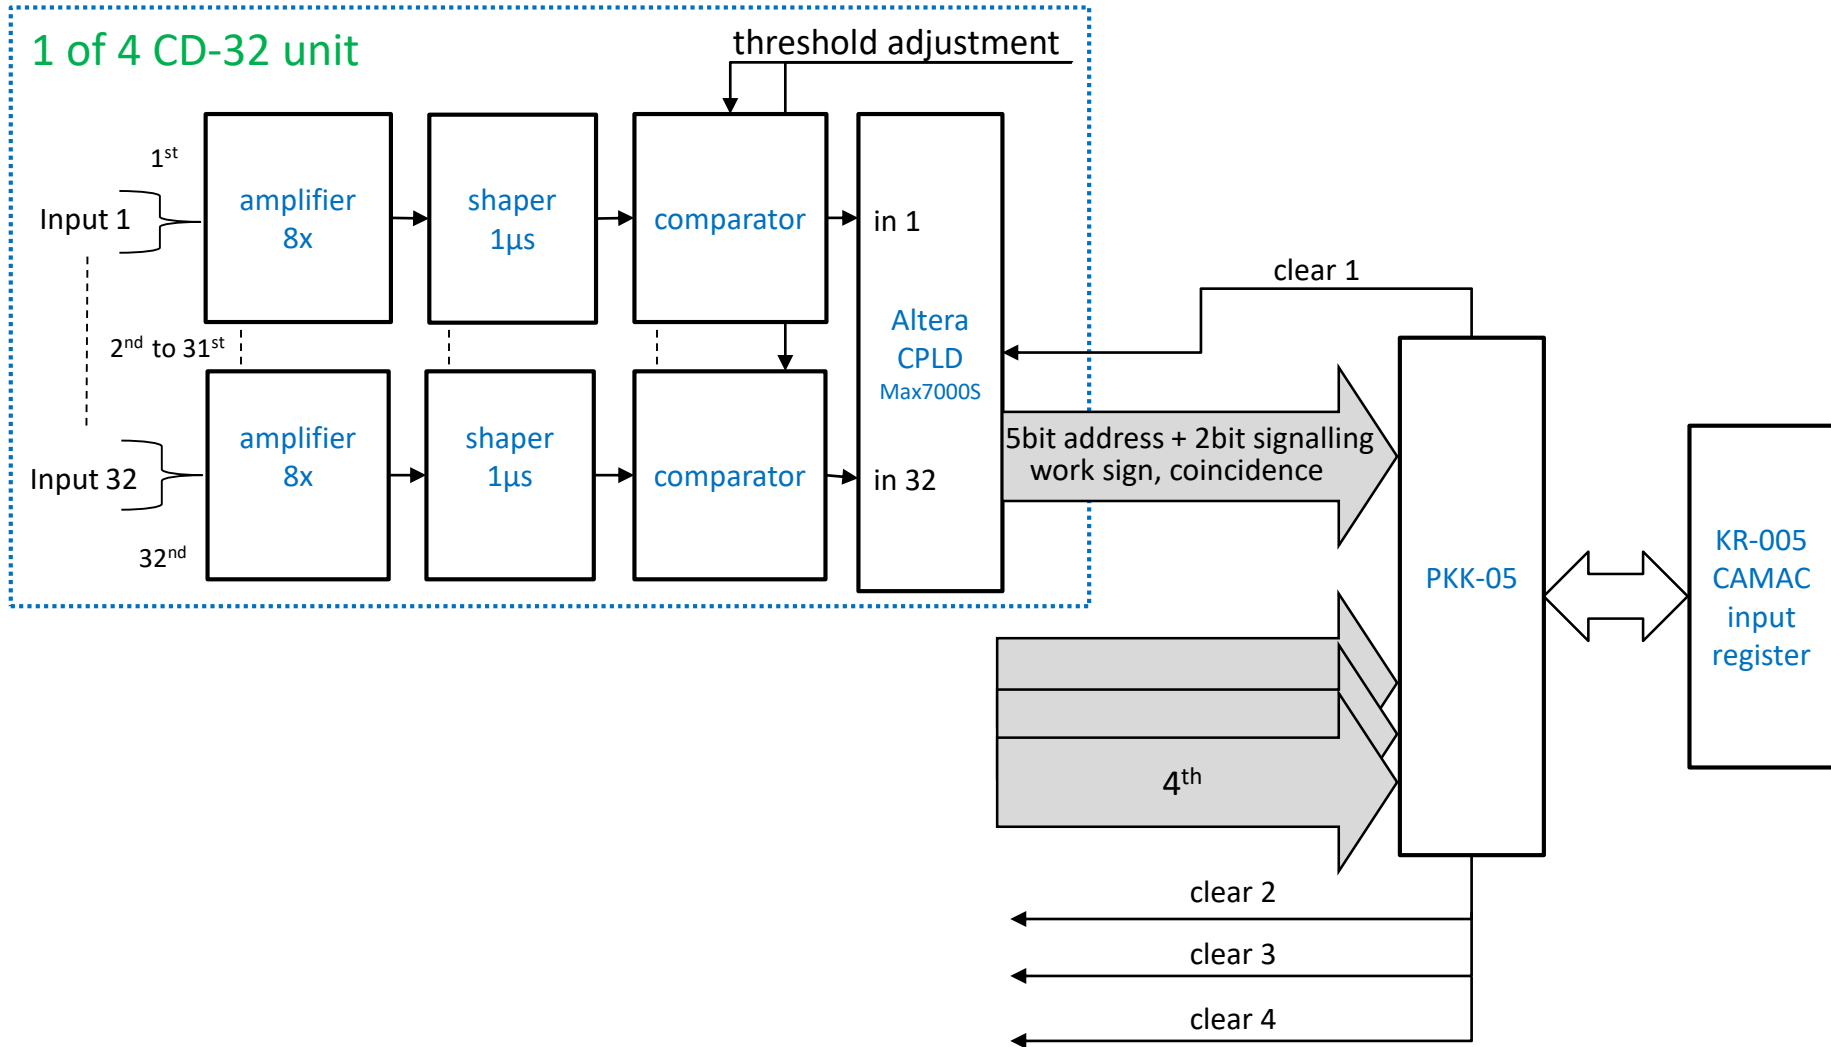 1 of 4 CD-32 unit
threshold adjustment
1st
Input 1
amplifier
8x
shaper
1µs
comparator
in 1
2nd to 31st
Altera
CPLD
Max7000S
Input 32
32nd
amplifier
8x
shaper
1µs
comparator
in 32
clear 1
5bit address + 2bit signalling
work sign, coincidence
PKK-05
KR-005
CAMAC
input
register
4th
clear 2
clear 3
clear 4